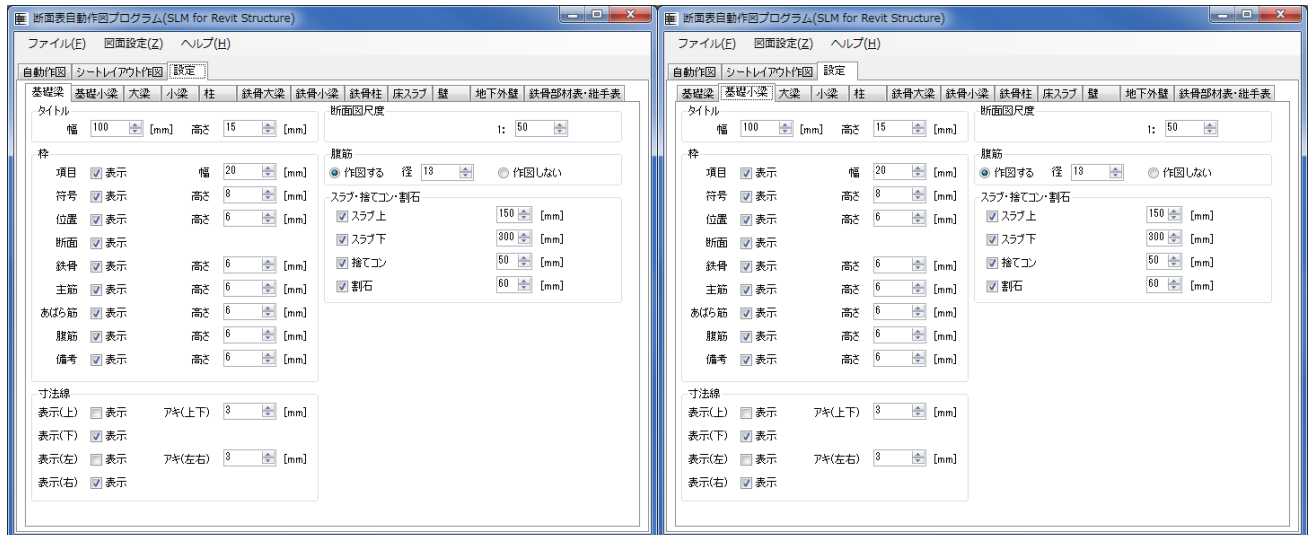 断面表自動作図プログラム(SLM for Revit Structure)
ファイル(F) 図面設定(Z) ヘルプ(H)
自動作図 シートレイアウト作図 設定
基礎梁 基礎小梁 大梁 小梁 柱 鉄骨大梁 鉄骨小梁 鉄骨柱 床スラブ 壁 地下外壁 鉄骨部材表・継手表
タイトル
幅 100 [mm] 高さ 15 [mm]
断面図尺度
1: 50
枠
項目 表示 幅 20 [mm]
符号 表示 高さ 8 [mm]
位置 表示 高さ 6 [mm]
断面 表示
鉄骨 表示 高さ 6 [mm]
主筋 表示 高さ 6 [mm]
あばら筋 表示 高さ 6 [mm]
腹筋 表示 高さ 6 [mm]
備考 表示 高さ 6 [mm]
腹筋
作図する 径 13 作図しない
スラブ・捨てコン・割石
スラブ上 150 [mm]
スラブ下 300 [mm]
捨てコン 50 [mm]
割石 60 [mm]
寸法線
表示(上) 表示 アキ(上下) 3 [mm]
表示(下) 表示
表示(左) 表示 アキ(左右) 3 [mm]
表示(右) 表示
断面表自動作図プログラム(SLM for Revit Structure)
ファイル(F) 図面設定(Z) ヘルプ(H)
自動作図 シートレイアウト作図 設定
基礎梁 基礎小梁 大梁 小梁 柱 鉄骨大梁 鉄骨小梁 鉄骨柱 床スラブ 壁 地下外壁 鉄骨部材表・継手表
タイトル
幅 100 [mm] 高さ 15 [mm]
断面図尺度
1: 50
枠
項目 表示 幅 20 [mm]
符号 表示 高さ 8 [mm]
位置 表示 高さ 6 [mm]
断面 表示
鉄骨 表示 高さ 6 [mm]
主筋 表示 高さ 6 [mm]
あばら筋 表示 高さ 6 [mm]
腹筋 表示 高さ 6 [mm]
備考 表示 高さ 6 [mm]
腹筋
作図する 径 13 作図しない
スラブ・捨てコン・割石
スラブ上 150 [mm]
スラブ下 300 [mm]
捨てコン 50 [mm]
割石 60 [mm]
寸法線
表示(上) 表示 アキ(上下) 3 [mm]
表示(下) 表示
表示(左) 表示 アキ(左右) 3 [mm]
表示(右) 表示